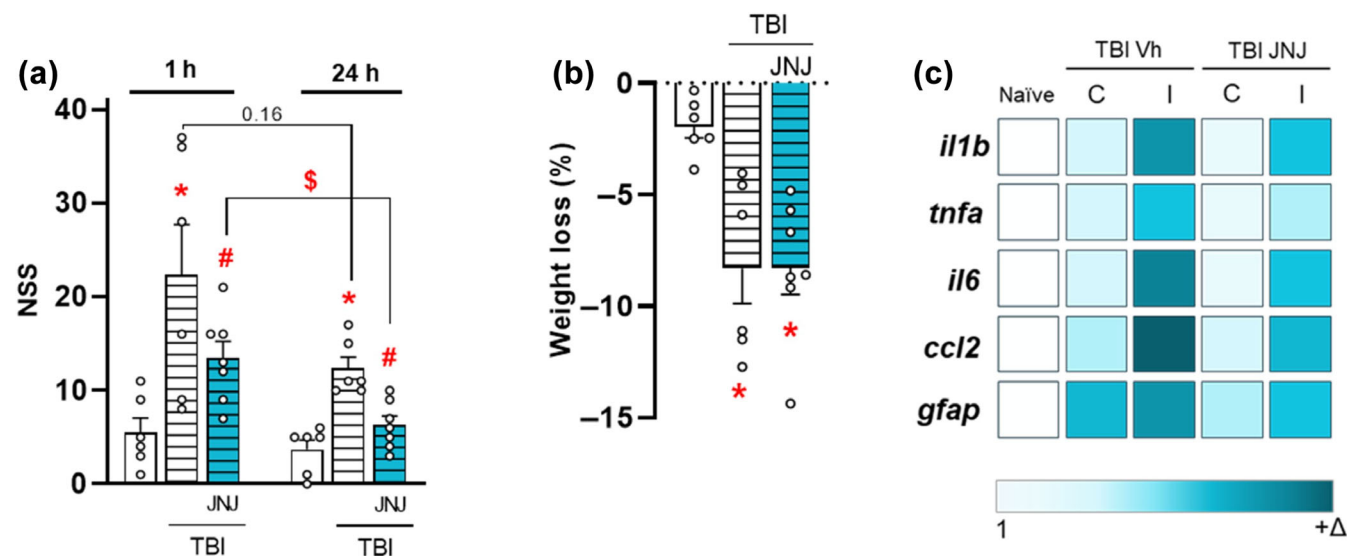 (a)
1 h
24 h
NSS
40
30
20
10
0
0.16
*
#
$
*
#
JNJ
JNJ
TBI
TBI
(b)
TBI
JNJ
Weight loss (%)
0
−5
−10
−15
*
*
(c)
TBI Vh
TBI JNJ
Naïve
C
I
C
I
il1b
tnfa
il6
ccl2
gfap
1
+Δ